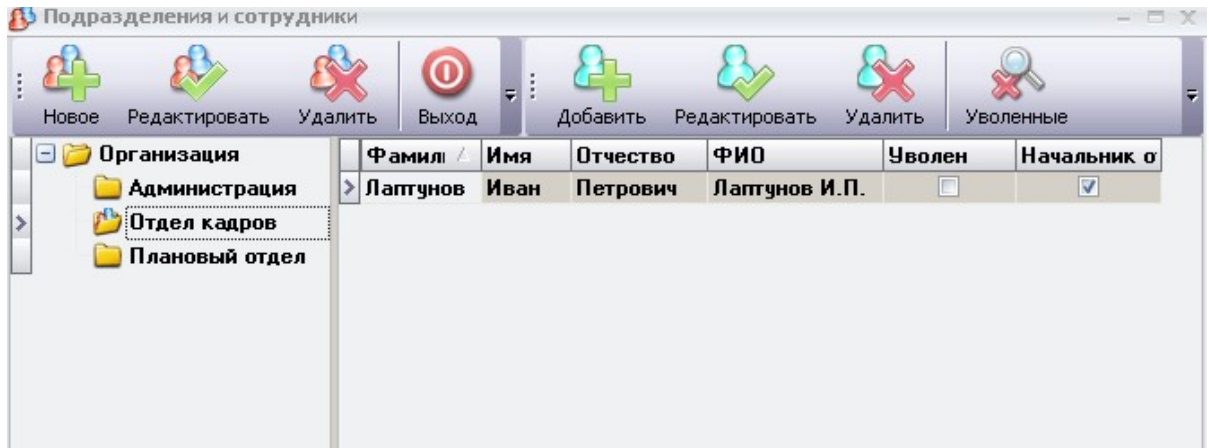 Подразделения и сотрудники
Новое Редактировать Удалить Выход Добавить Редактировать Удалить Уволенные
Организация
Администрация
Отдел кадров
Плановый отдел
Фамил Имя Отчество ФИО Уволен Начальник о
Лаптунов Иван Петрович Лаптунов И.П.